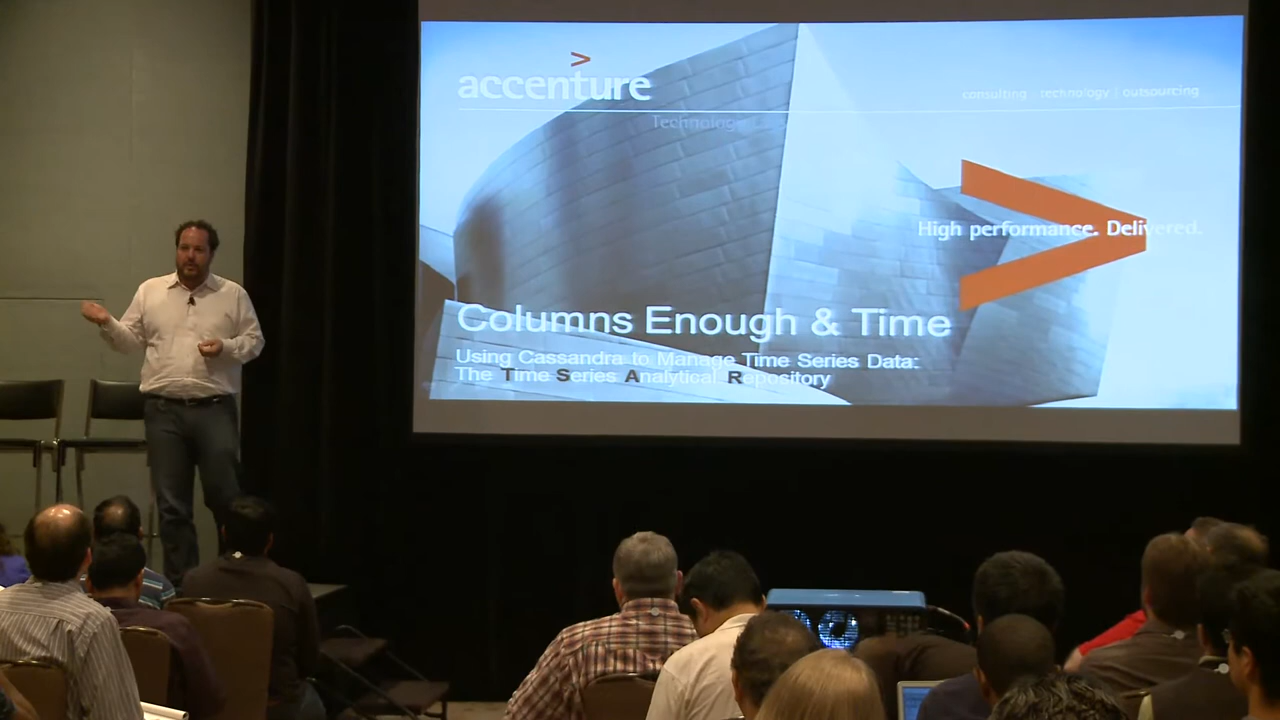 accenture
consulting | technology | outsourcing
Technology
High performance. Delivered.
Columns Enough & Time
Using Cassandra to Manage Time Series Data:
The Time Series Analytical Repository